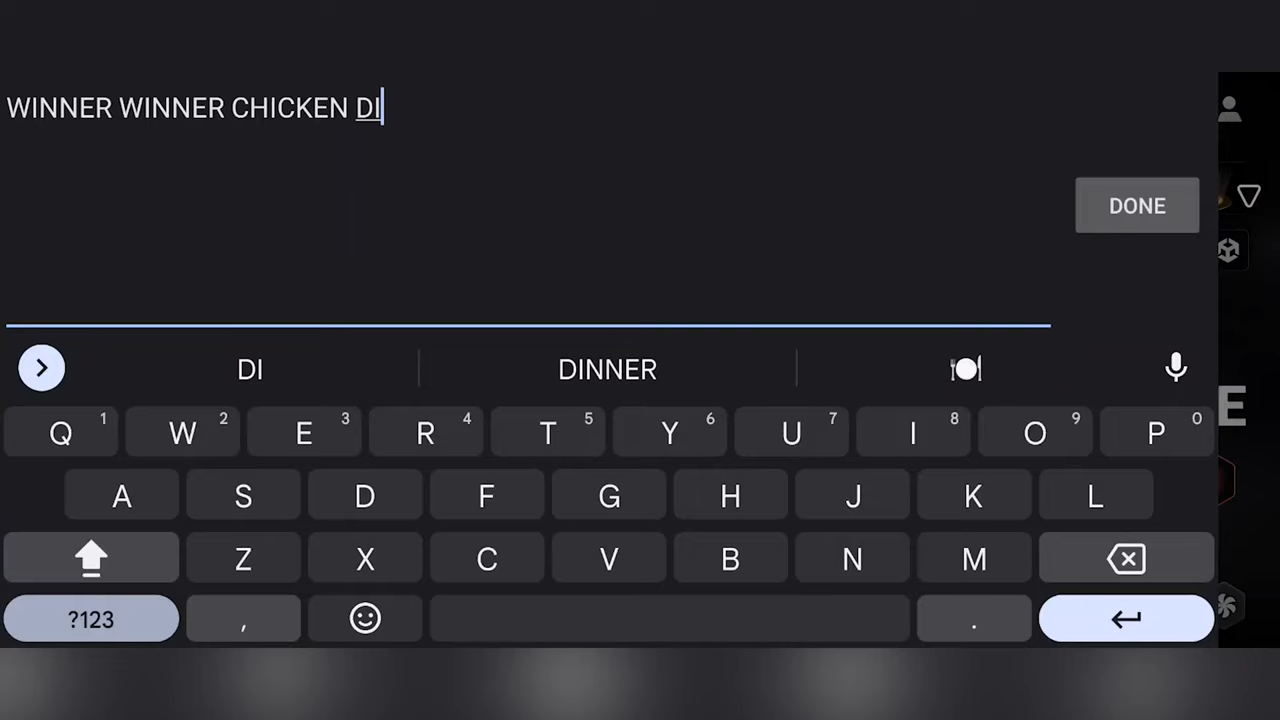 WINNER WINNER CHICKEN DI
DONE
DI DINNER
Q 1 W 2 E 3 R 4 T 5 Y 6 U 7 I 8 O 9 P 0
E
A S D F G H J K L
Z X C V B N M
?123 , .